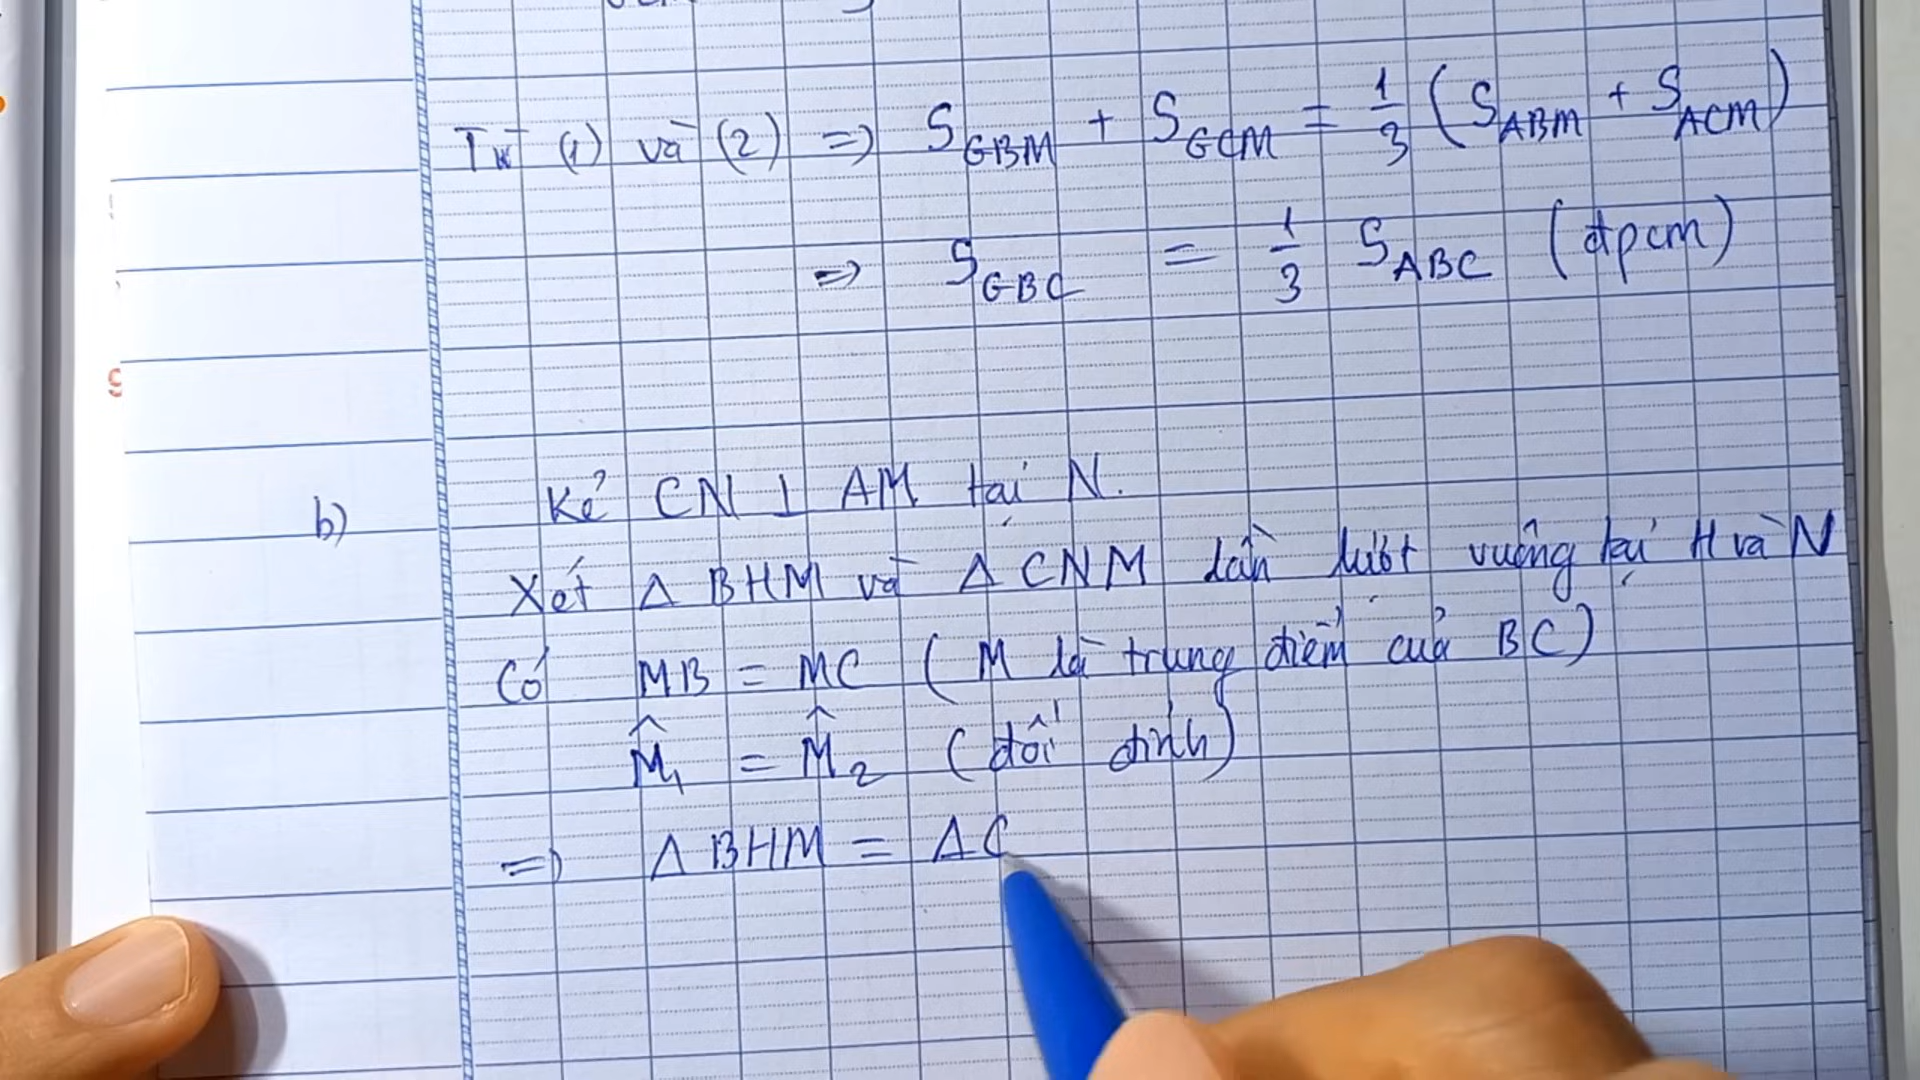 Từ (1) và (2) => S_GBM + S_GCM = 1/3 (S_ABM + S_ACM)
=> S_GBC = 1/3 S_ABC (đpcm)
b) Kẻ CN ⊥ AM tại N.
Xét Δ BHM và Δ CNM lần lượt vuông tại H và N
Có MB = MC (M là trung điểm của BC)
M̂₁ = M̂₂ (đối đỉnh)
=> Δ BHM = Δ C